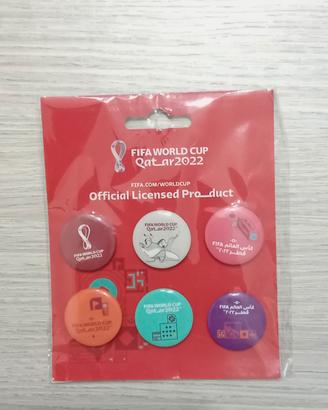 FIFA WORLD CUP
Qatar2022
FIFA.COM/WORLDCUP
Official Licensed Product
FIFA WORLD CUP
Qatar2022
FIFA WORLD CUP
Qatar2022
كأس العالم FIFA
قطر ٢٠٢٢
FIFA WORLD CUP
Qatar2022
FIFA WORLD CUP
Qatar2022
كأس العالم FIFA
قطر ٢٠٢٢